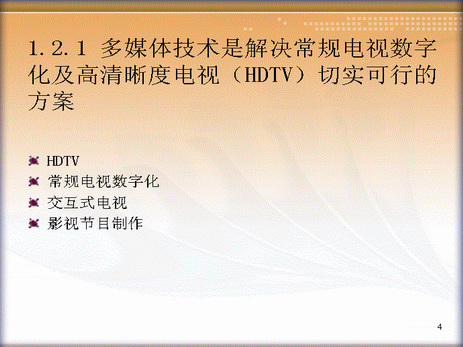 1.2.1 多媒体技术是解决常规电视数字
化及高清晰度电视（HDTV）切实可行的
方案
HDTV
常规电视数字化
交互式电视
影视节目制作
4